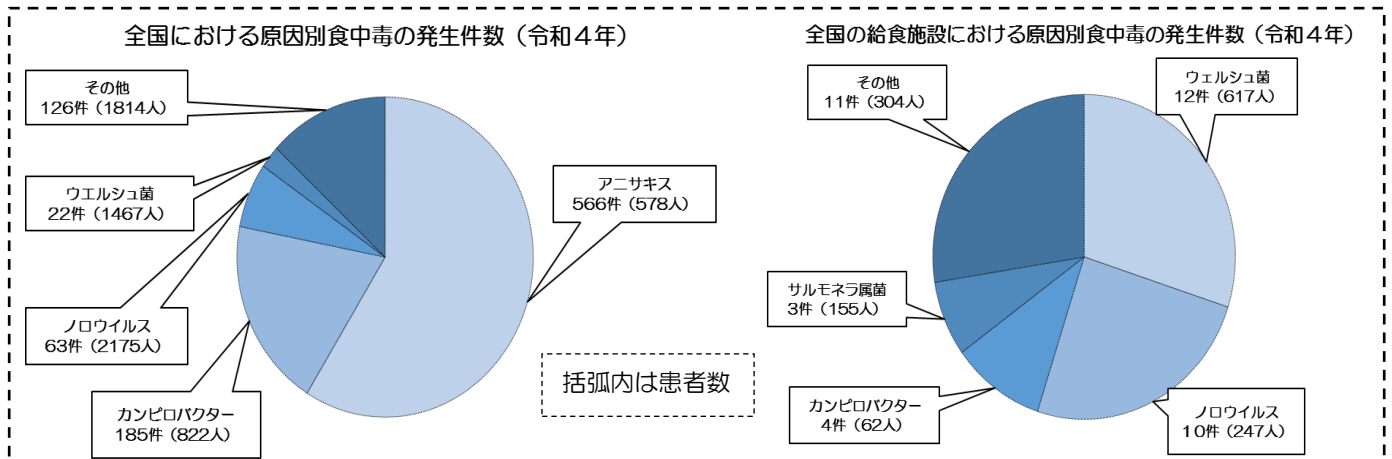 全国における原因別食中毒の発生件数（令和４年）
その他
126件（1814人）
ウエルシュ菌
22件（1467人）
ノロウイルス
63件（2175人）
カンピロバクター
185件（822人）
アニサキス
566件（578人）
括弧内は患者数
全国の給食施設における原因別食中毒の発生件数（令和４年）
その他
11件（304人）
ウェルシュ菌
12件（617人）
サルモネラ属菌
3件（155人）
カンピロバクター
4件（62人）
ノロウイルス
10件（247人）